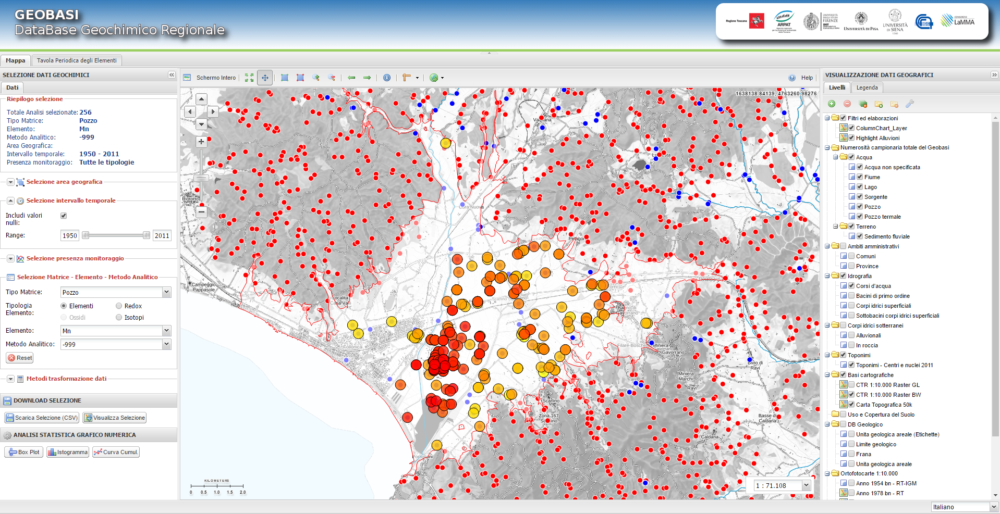 GEOBASI
DataBase Geochimico Regionale
Regione Toscana
ARPAT
UNIVERSITÀ DI PISA
UNIVERSITÀ
DI SIENA
1240
LaMMA
Mappa
Tavola Periodica degli Elementi
SELEZIONE DATI GEOCHIMICI
Dati
Riepilogo selezione
Totale Analisi selezionate: 256
Tipo Matrice: Pozzo
Elemento: Mn
Metodo Analitico: -999
Area Geografica:
Intervallo temporale: 1950 - 2011
Presenza monitoraggio: Tutte le tipologie
Selezione area geografica
Selezione intervallo temporale
Includi valori
nulli:
Range: 1950 2011
Selezione presenza monitoraggio
Selezione Matrice - Elemento - Metodo Analitico
Tipo Matrice: Pozzo
Tipologia
Elemento:
Elementi Redox
Ossidi Isotopi
Elemento: Mn
Metodo Analitico: -999
Reset
Metodi trasformazione dati
DOWNLOAD SELEZIONE
Scarica Selezione (CSV) Visualizza Selezione
ANALISI STATISTICA GRAFICO NUMERICA
Box Plot Istogramma Curva Cumul.
Schermo Intero
Help
1638138.84139, 4763260.98276
Riotorto
Cura Nuova
Campeggio
Pappasole
Localita
Casa Valli
Follonica
Bagno di
Gavorrano
Filare-Boschetto
Miniera
Gavorrano
Gavorrano
Bivio di
Ravi
Miniera
Marchi
Ravi
Scarlino
Zona 167
Basse di
Caldana
Caldana
KILOMETERS
0 0.5 1.0 1.5 2.0
1 : 71.108
VISUALIZZAZIONE DATI GEOGRAFICI
Livelli
Legenda
Filtri ed elaborazioni
ColumnChart_Layer
Highlight Alluvioni
Numerosità campionaria totale del Geobasi
Acqua
Acqua non specificata
Fiume
Lago
Sorgente
Pozzo
Pozzo termale
Terreno
Sedimento fluviale
Ambiti amministrativi
Comuni
Province
Idrografia
Corsi d'acqua
Bacini di primo ordine
Corpi idrici superficiali
Sottobacini corpi idrici superficiali
Corpi idrici sotterranei
Alluvionali
In roccia
Toponimi
Toponimi - Centri e nuclei 2011
Basi cartografiche
CTR 1:10.000 Raster GL
CTR 1:10.000 Raster BW
Carta Topografica 50k
Uso e Copertura del Suolo
DB Geologico
Unita geologica areale (Etichette)
Limite geologico
Frana
Unita geologica areale
Ortofotocarte 1:10.000
Anno 1954 bn - RT-IGM
Anno 1978 bn - RT
Italiano